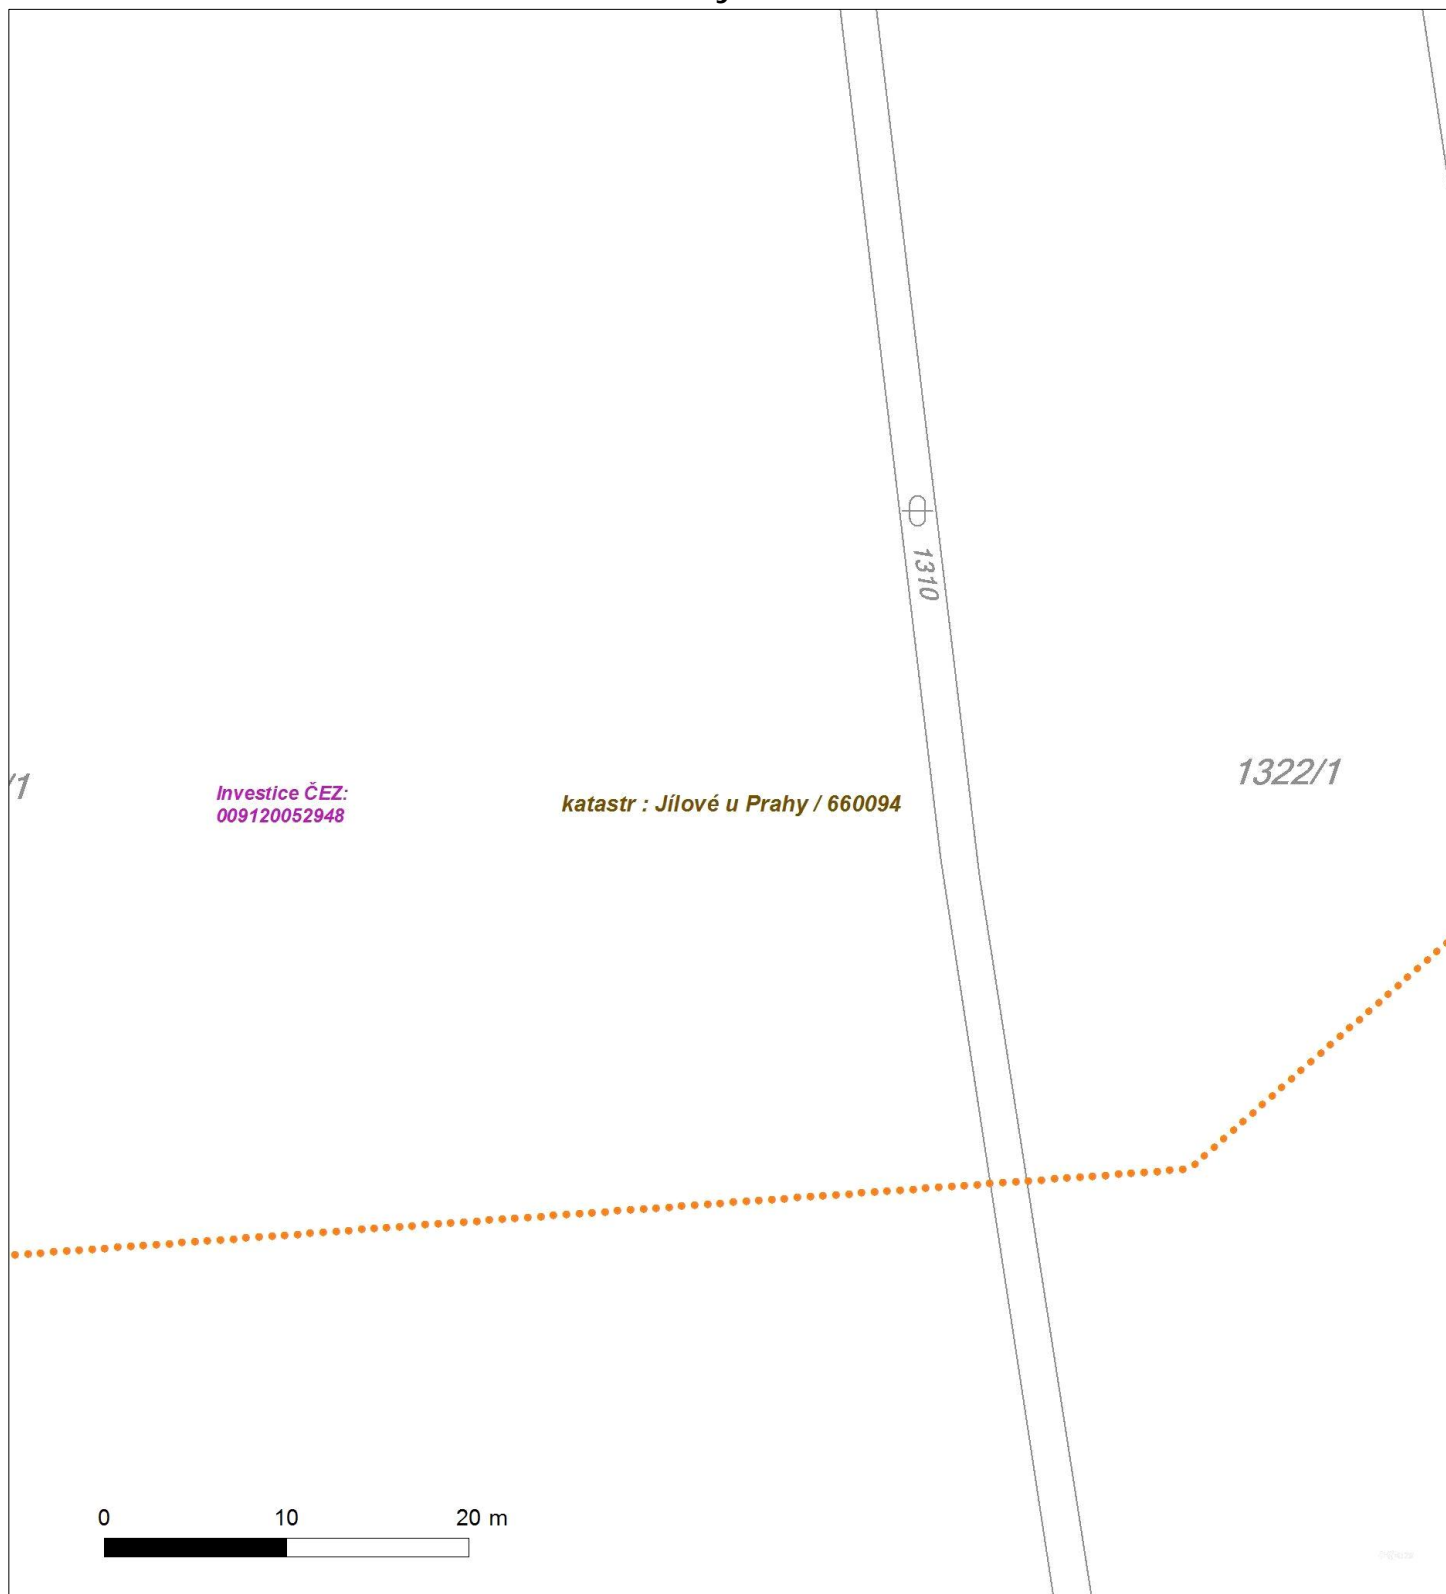 1310
/1
1322/1
Investice ČEZ:
009120052948
katastr : Jílové u Prahy / 660094
0 10 20 m